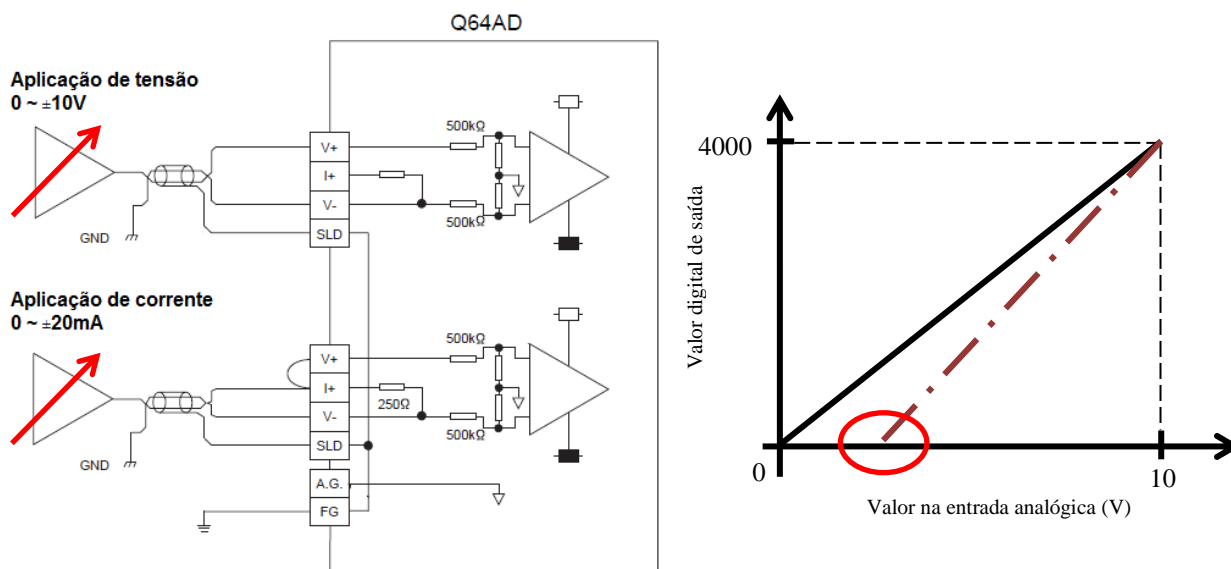 Q64AD
Aplicação de tensão
0 ~ ±10V
GND
V+
I+
V-
SLD
500kΩ
500kΩ
Aplicação de corrente
0 ~ ±20mA
GND
V+
I+
V-
SLD
A.G.
FG
500kΩ
250Ω
500kΩ
Valor digital de saída
4000
0
10
Valor na entrada analógica (V)